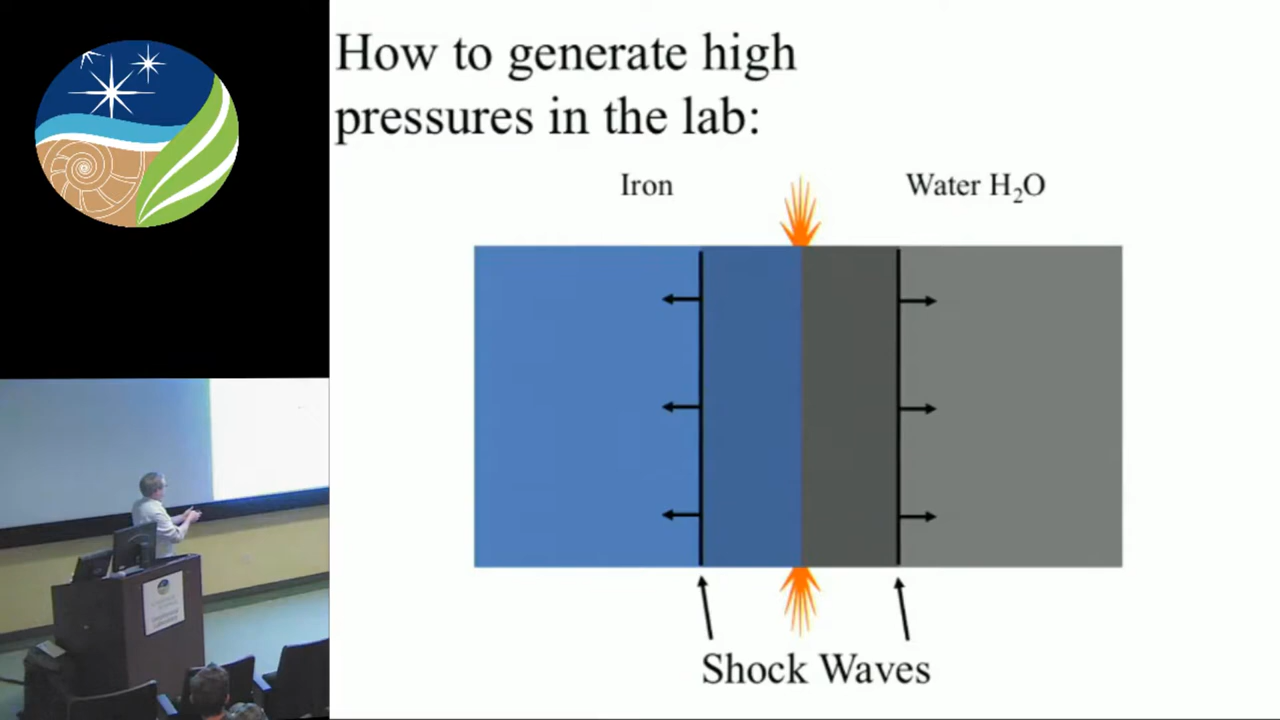 How to generate high
pressures in the lab:
Iron
Water H₂O
Shock Waves